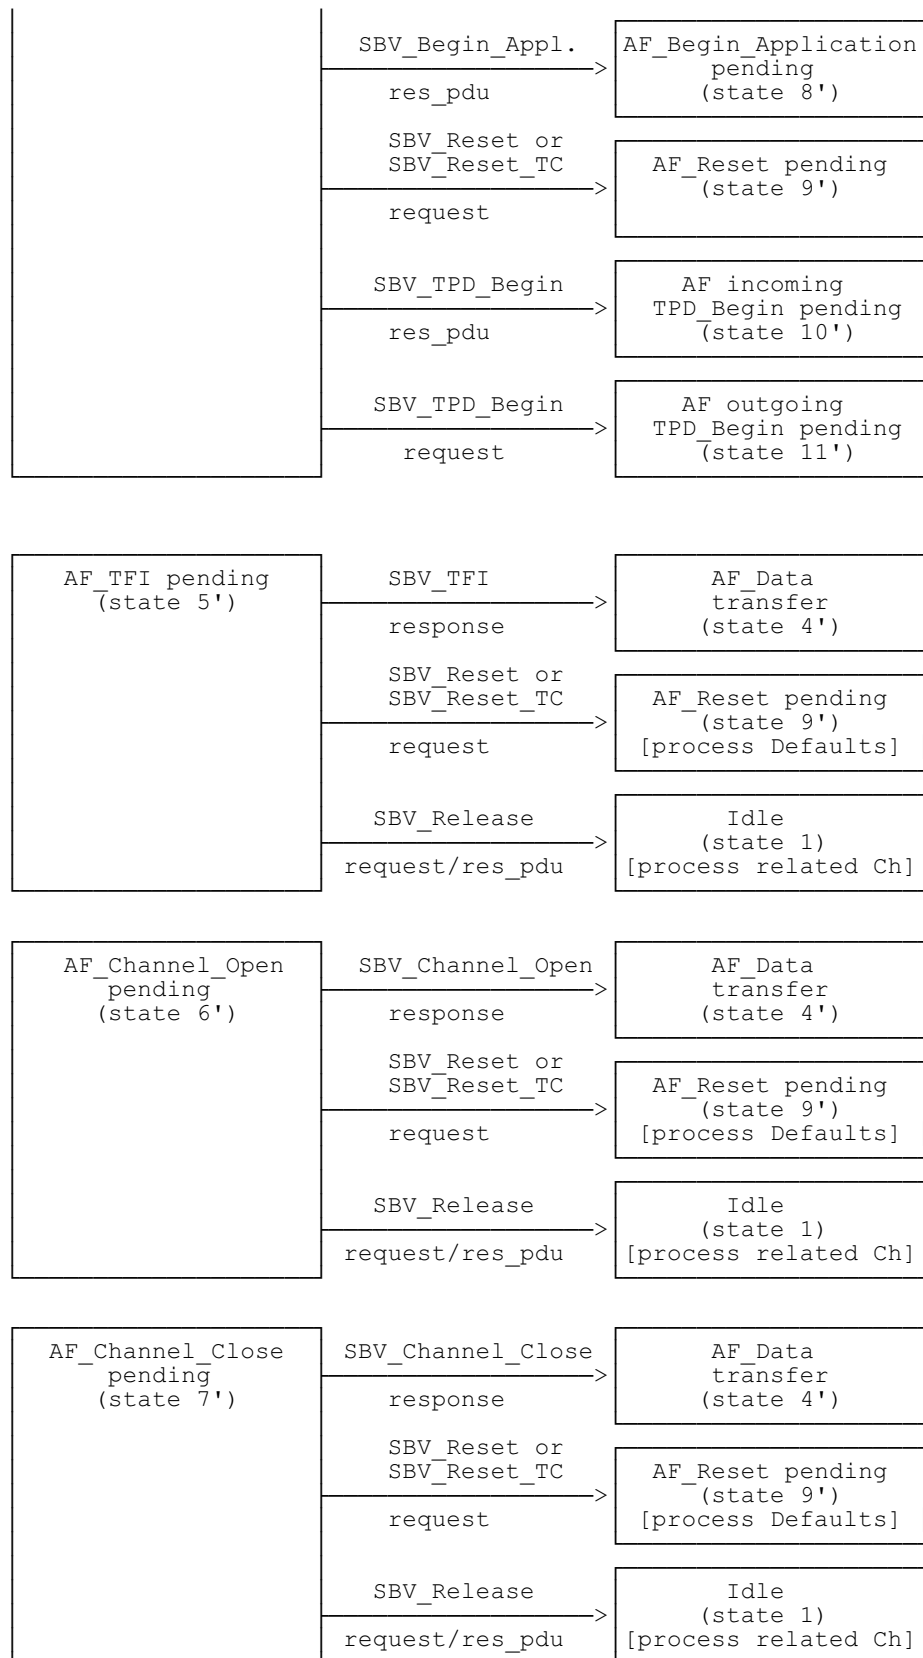 SBV_Begin_Appl. AF_Begin_Application
> pending
res_pdu (state 8')
SBV_Reset or
SBV_Reset_TC AF_Reset pending
> (state 9')
request
SBV_TPD_Begin AF incoming
> TPD_Begin pending
res_pdu (state 10')
SBV_TPD_Begin AF outgoing
> TPD_Begin pending
request (state 11')
AF_TFI pending SBV_TFI AF_Data
(state 5') > transfer
response (state 4')
SBV_Reset or
SBV_Reset_TC AF_Reset pending
> (state 9')
request [process Defaults]
SBV_Release Idle
> (state 1)
request/res_pdu [process related Ch]
AF_Channel_Open SBV_Channel_Open AF_Data
pending > transfer
(state 6') response (state 4')
SBV_Reset or
SBV_Reset_TC AF_Reset pending
> (state 9')
request [process Defaults]
SBV_Release Idle
> (state 1)
request/res_pdu [process related Ch]
AF_Channel_Close SBV_Channel_Close AF_Data
pending > transfer
(state 7') response (state 4')
SBV_Reset or
SBV_Reset_TC AF_Reset pending
> (state 9')
request [process Defaults]
SBV_Release Idle
> (state 1)
request/res_pdu [process related Ch]